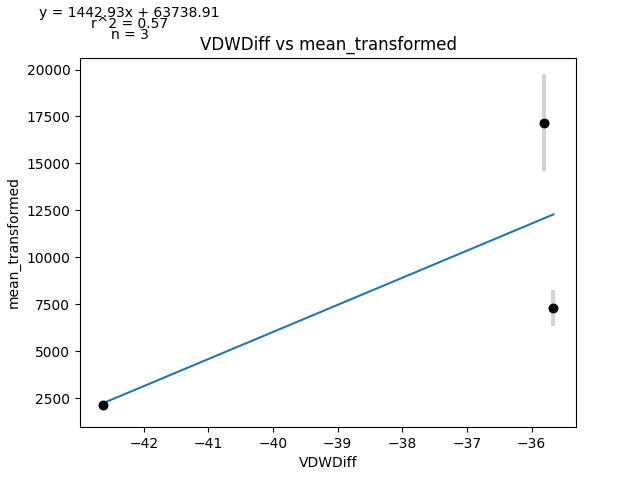 y = 1442.93x + 63738.91
r^2 = 0.57
n = 3
VDWDiff vs mean_transformed
20000
17500
15000
12500
10000
7500
5000
2500
mean_transformed
−42
−41
−40
−39
−38
−37
−36
VDWDiff